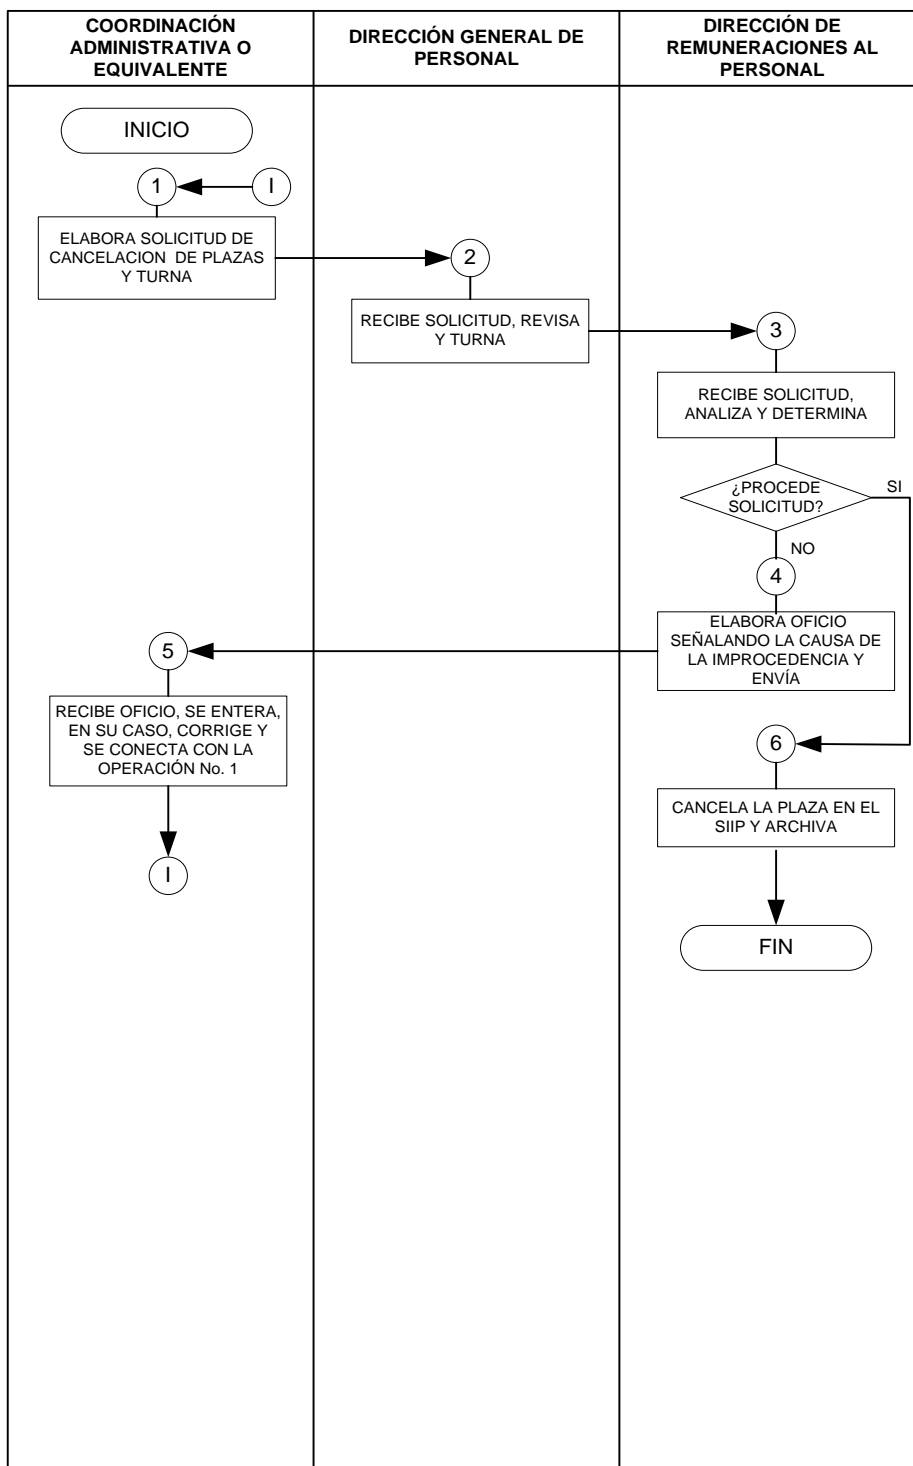 COORDINACIÓN
ADMINISTRATIVA O
EQUIVALENTE
DIRECCIÓN GENERAL DE
PERSONAL
DIRECCIÓN DE
REMUNERACIONES AL
PERSONAL
INICIO
1
I
ELABORA SOLICITUD DE
CANCELACION DE PLAZAS
Y TURNA
2
RECIBE SOLICITUD, REVISA
Y TURNA
3
RECIBE SOLICITUD,
ANALIZA Y DETERMINA
¿PROCEDE
SOLICITUD?
SI
NO
4
ELABORA OFICIO
SEÑALANDO LA CAUSA DE
LA IMPROCEDENCIA Y
ENVÍA
5
RECIBE OFICIO, SE ENTERA,
EN SU CASO, CORRIGE Y
SE CONECTA CON LA
OPERACIÓN No. 1
I
6
CANCELA LA PLAZA EN EL
SIIP Y ARCHIVA
FIN